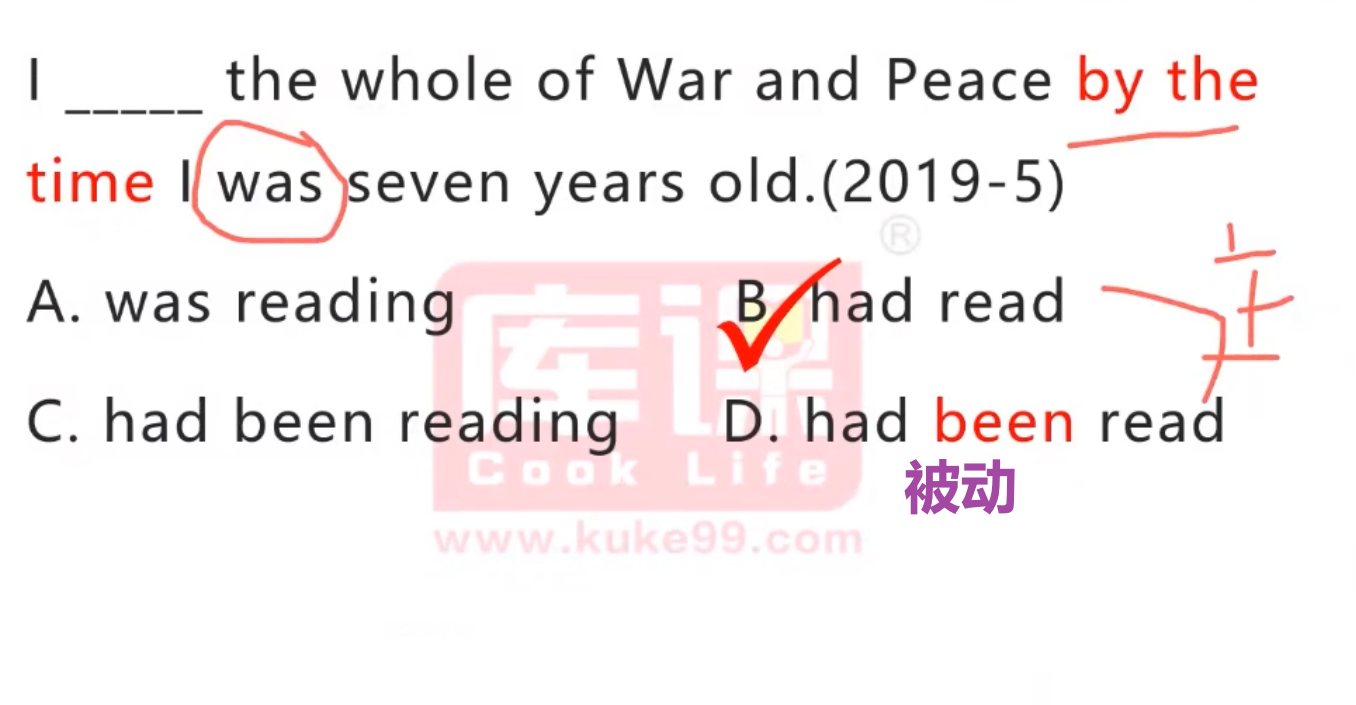 I _____ the whole of War and Peace by the
time I was seven years old.(2019-5)
®
A. was reading B. had read
C. had been reading D. had been read
库课
Cook Life
被动
www.kuke99.com